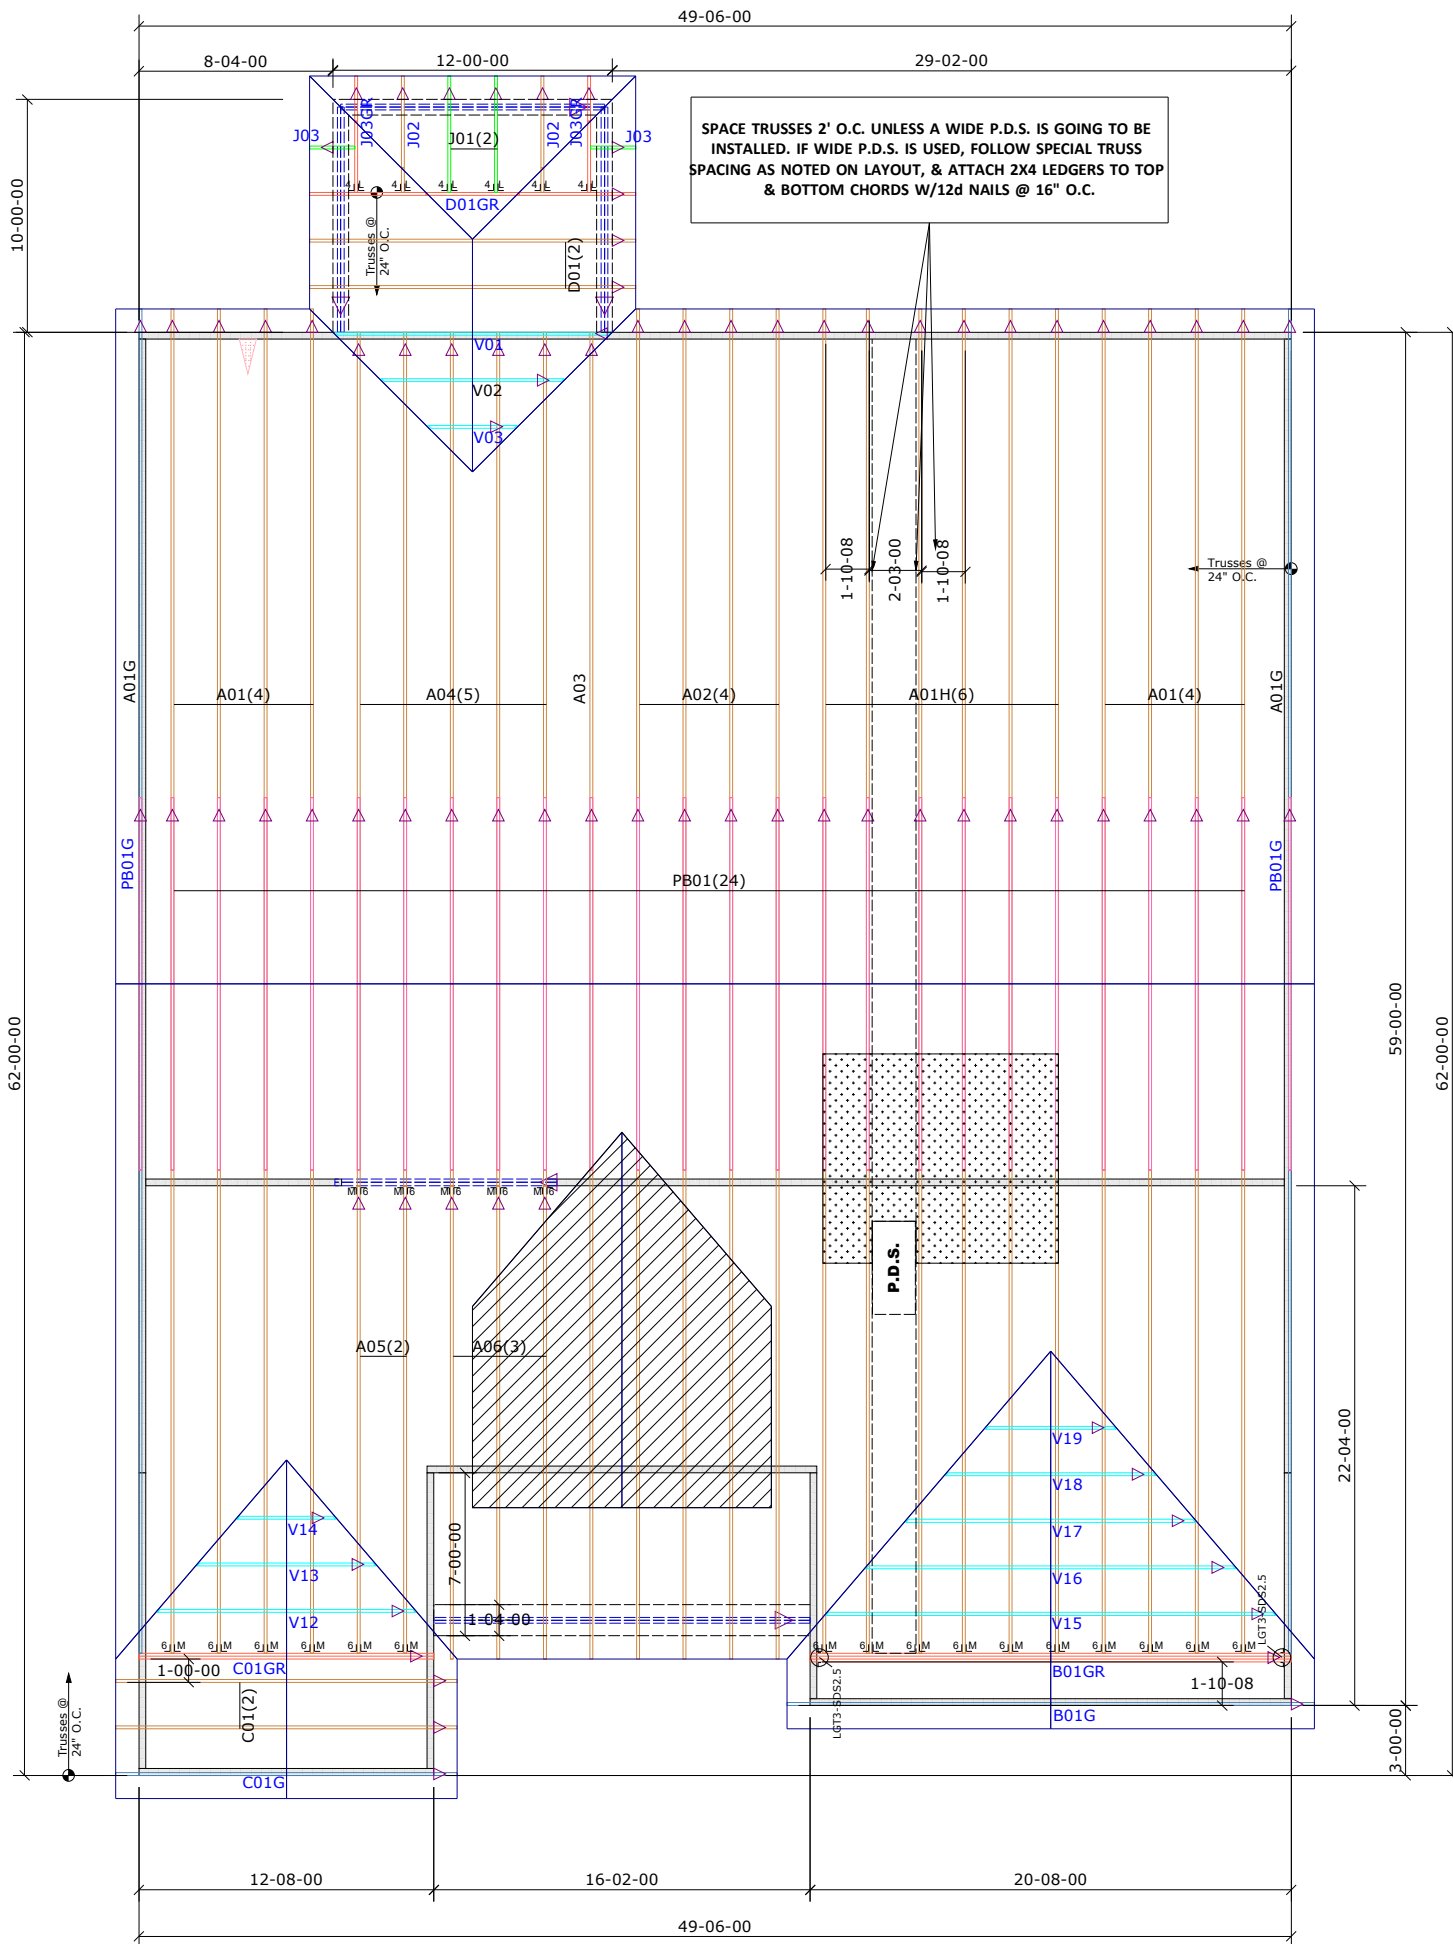 49-06-00
8-04-00
12-00-00
29-02-00
10-00-00
SPACE TRUSSES 2' O.C. UNLESS A WIDE P.D.S. IS GOING TO BE
INSTALLED. IF WIDE P.D.S. IS USED, FOLLOW SPECIAL TRUSS
SPACING AS NOTED ON LAYOUT, & ATTACH 2X4 LEDGERS TO TOP
& BOTTOM CHORDS W/12d NAILS @ 16" O.C.
J03
J03GR
J02
J01(2)
J02
J03GR
J03
D01GR
Trusses @
24" O.C.
D01(2)
V01
V02
V03
1-10-08
2-03-00
1-10-08
Trusses @
24" O.C.
A01G
A01(4)
A04(5)
A03
A02(4)
A01H(6)
A01(4)
A01G
PB01G
PB01(24)
PB01G
62-00-00
59-00-00
62-00-00
P.D.S.
A05(2)
A06(3)
22-04-00
V19
V18
V17
V16
V15
V14
V13
V12
7-00-00
1-04-00
LGT3-SDS2.5
LGT3-SDS2.5
C01GR
1-00-00
C01(2)
Trusses @
24" O.C.
C01G
B01GR
1-10-08
B01G
3-00-00
12-08-00
16-02-00
20-08-00
49-06-00